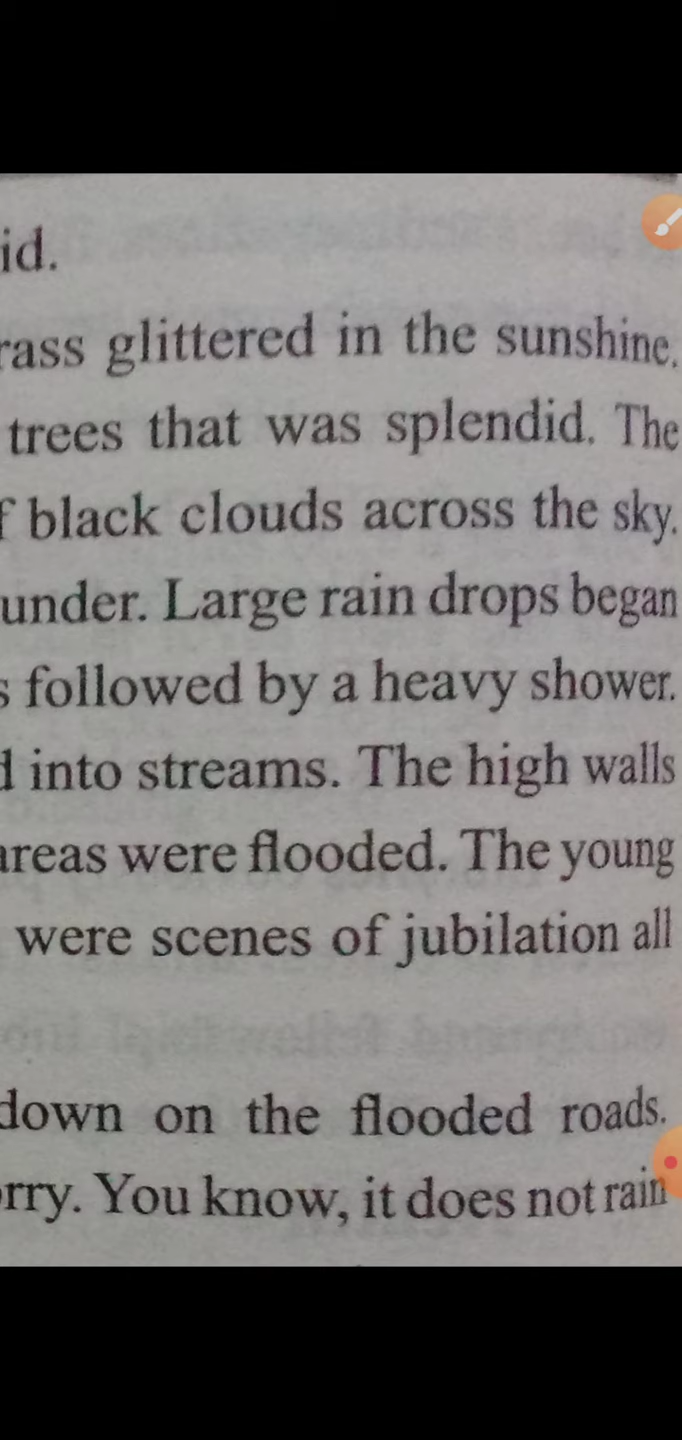 id.
rass glittered in the sunshine.
trees that was splendid. The
f black clouds across the sky.
under. Large rain drops began
s followed by a heavy shower.
d into streams. The high walls
areas were flooded. The young
were scenes of jubilation all
down on the flooded roads.
orry. You know, it does not rain